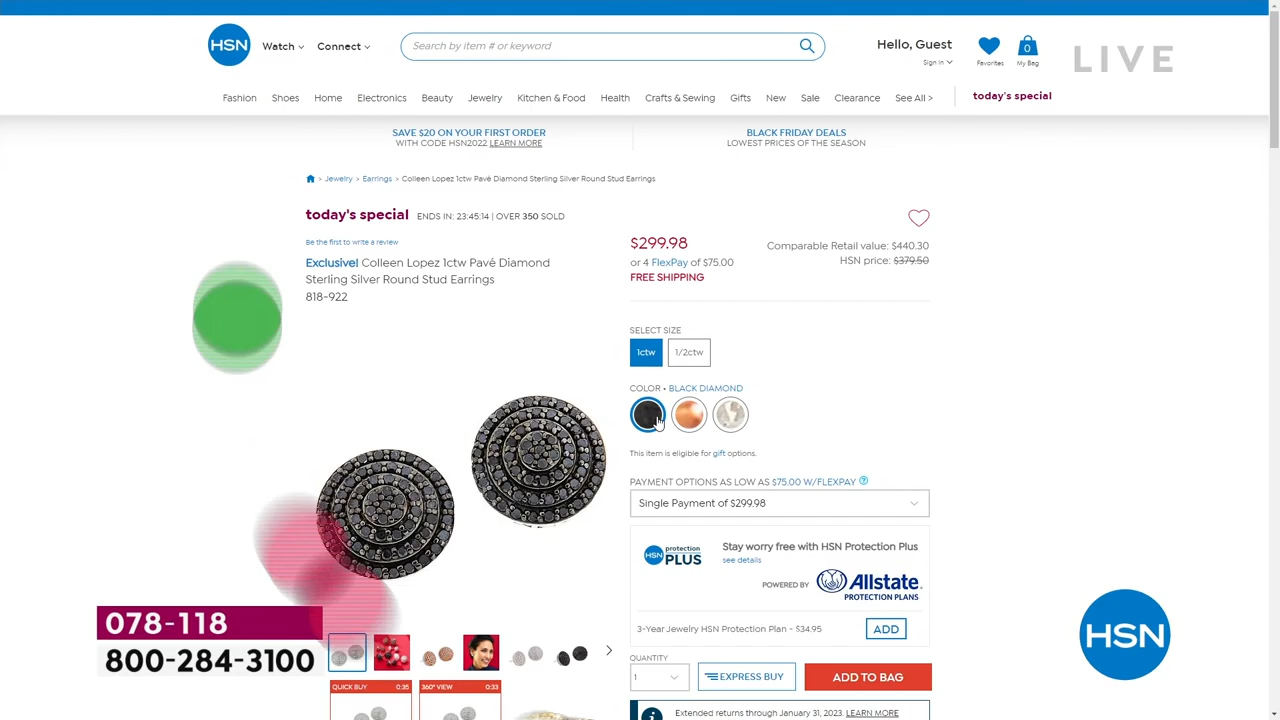 HSN
Watch
Connect
Search by item # or keyword
Hello, Guest
Sign In
Favorites
0
My Bag
LIVE
Fashion Shoes Home Electronics Beauty Jewelry Kitchen & Food Health Crafts & Sewing Gifts New Sale Clearance See All > today's special
SAVE $20 ON YOUR FIRST ORDER
WITH CODE HSN2022 LEARN MORE
BLACK FRIDAY DEALS
LOWEST PRICES OF THE SEASON
> Jewelry > Earrings > Colleen Lopez 1ctw Pavé Diamond Sterling Silver Round Stud Earrings
today's special ENDS IN: 23:45:14 | OVER 350 SOLD
Be the first to write a review
Exclusive! Colleen Lopez 1ctw Pavé Diamond
Sterling Silver Round Stud Earrings
818-922
$299.98
or 4 FlexPay of $75.00
FREE SHIPPING
Comparable Retail value: $440.30
HSN price: $379.50
SELECT SIZE
1ctw 1/2ctw
COLOR • BLACK DIAMOND
This item is eligible for gift options.
PAYMENT OPTIONS AS LOW AS $75.00 W/FLEXPAY ?
Single Payment of $299.98
HSN protection PLUS
Stay worry free with HSN Protection Plus
see details
POWERED BY Allstate
PROTECTION PLANS
3-Year Jewelry HSN Protection Plan - $34.95 ADD
QUANTITY
1
EXPRESS BUY
ADD TO BAG
Extended returns through January 31, 2023. LEARN MORE
078-118
800-284-3100
QUICK BUY 0:35
360° VIEW 0:33
HSN